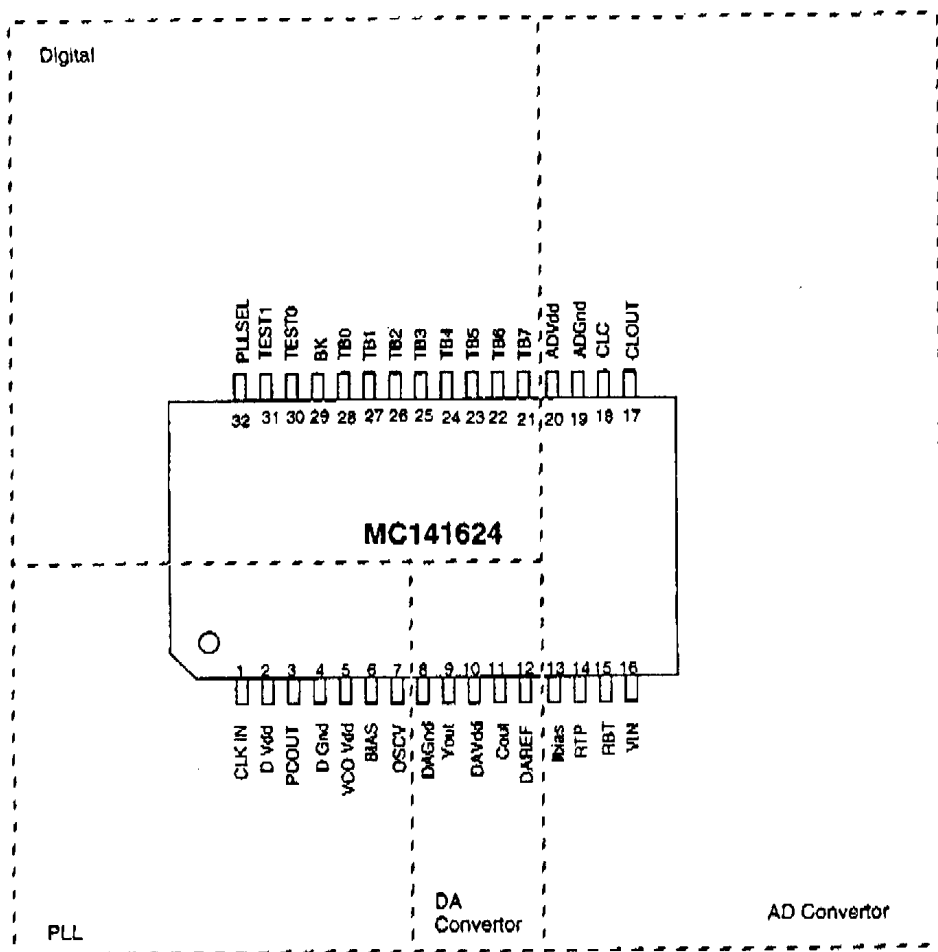 Digital
PLLSEL
TEST1
TEST0
BK
TB0
TB1
TB2
TB3
TB4
TB5
TB6
TB7
ADVdd
ADGnd
CLC
CLOUT
32 31 30 29 28 27 26 25 24 23 22 21 20 19 18 17
MC141624
1 2 3 4 5 6 7 8 9 10 11 12 13 14 15 16
CLK IN
D Vdd
PCOUT
D Gnd
VCO Vdd
BIAS
OSCV
DAGnd
Yout
DAVdd
Cout
DAREF
Ibias
RTP
RBT
VIN
PLL
DA
Convertor
AD Convertor